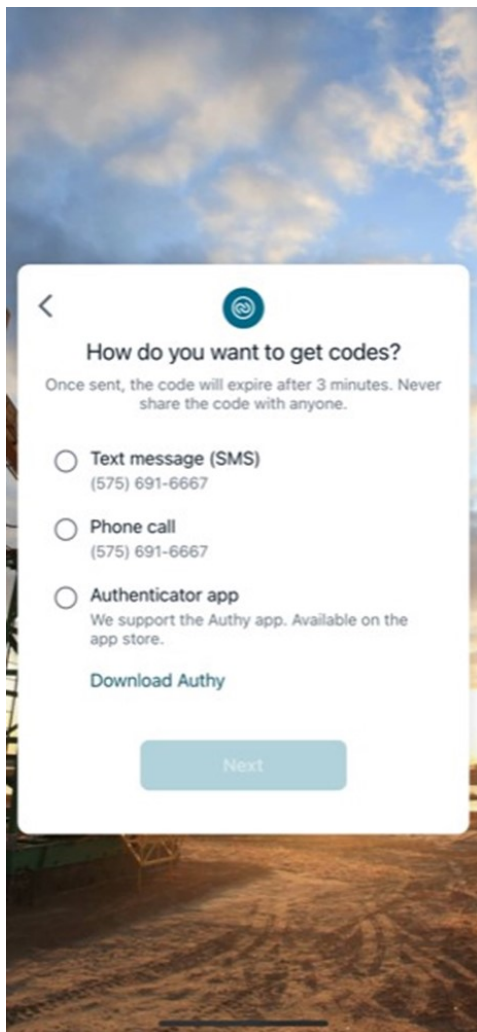 How do you want to get codes?
Once sent, the code will expire after 3 minutes. Never
share the code with anyone.
Text message (SMS)
(575) 691-6667
Phone call
(575) 691-6667
Authenticator app
We support the Authy app. Available on the
app store.
Download Authy
Next